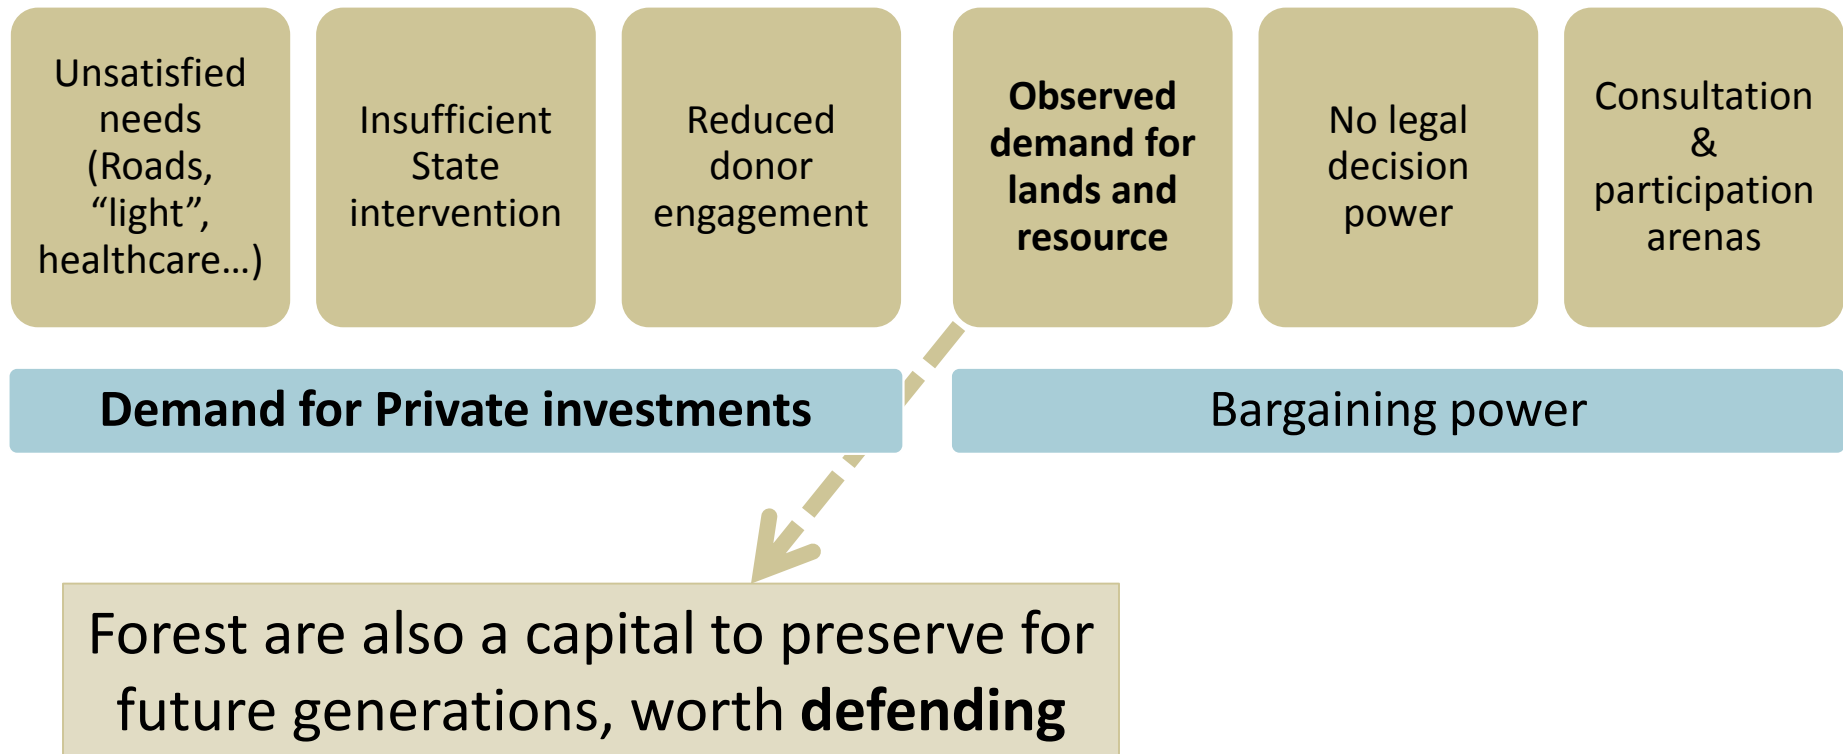 Unsatisfied
needs
(Roads,
“light”,
healthcare…)
Insufficient
State
intervention
Reduced
donor
engagement
Observed
demand for
lands and
resource
No legal
decision
power
Consultation
&
participation
arenas
Demand for Private investments
Bargaining power
Forest are also a capital to preserve for
future generations, worth defending